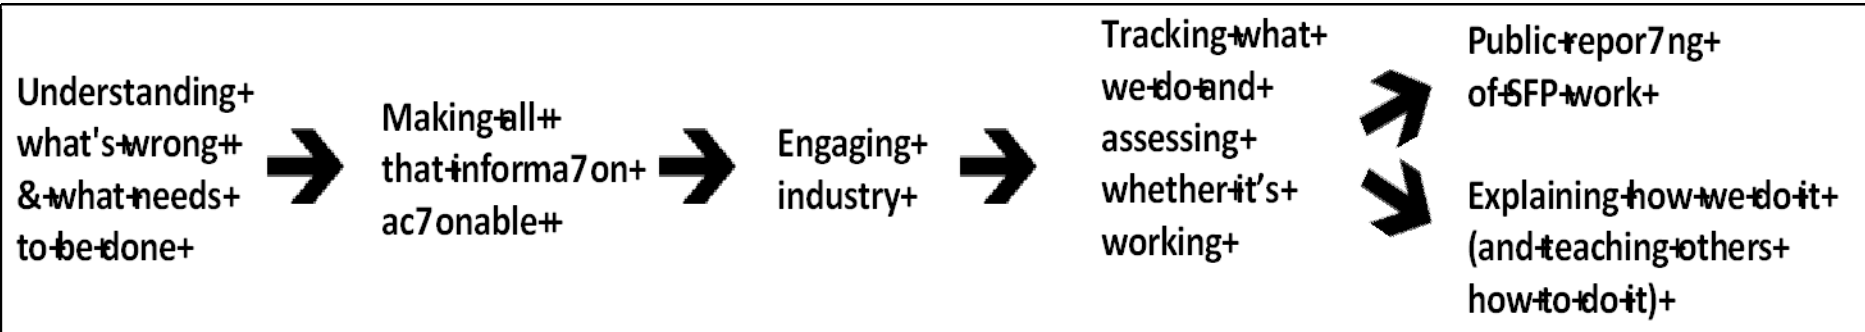 Understanding+
what's+wrong++
&+what+needs+
to+be+done+
Making+all++
that+informa7on+
ac7onable++
Engaging+
industry+
Tracking+what+
we+do+and+
assessing+
whether+it’s+
working+
Public+repor7ng+
of+SFP+work+
Explaining+how+we+do+it+
(and+teaching+others+
how+to+do+it)+